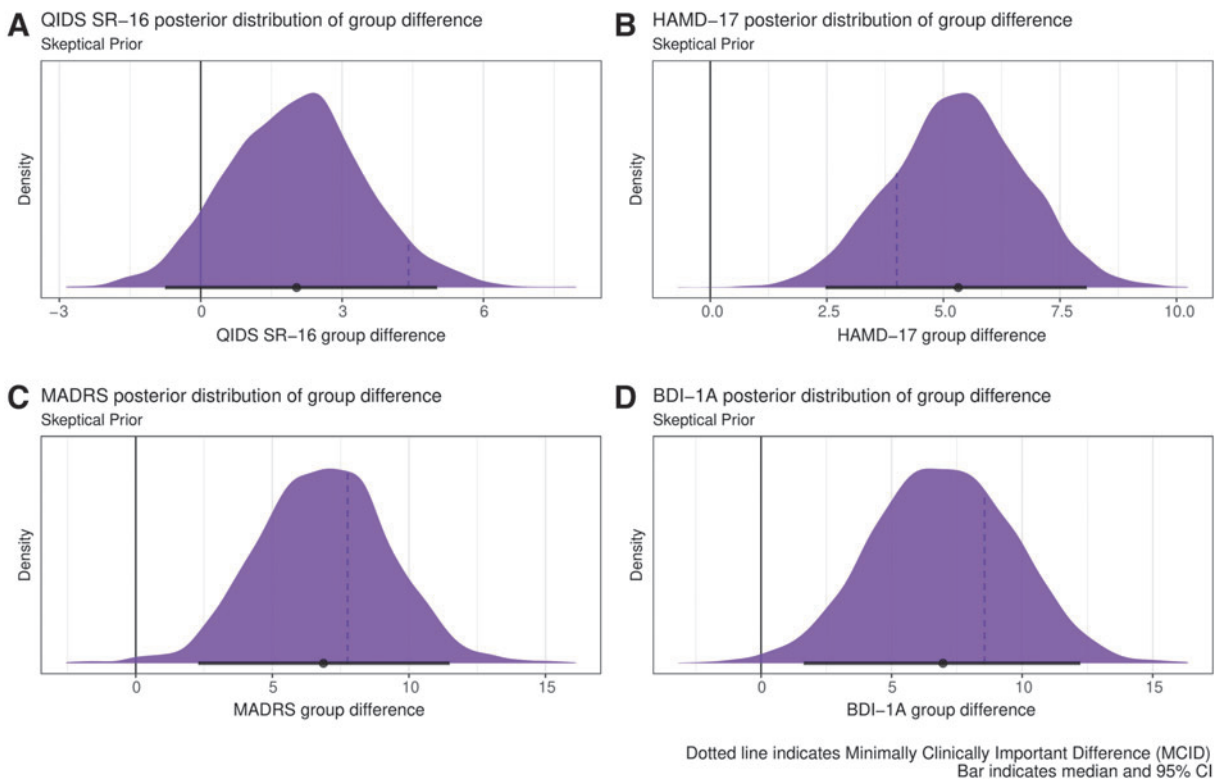 A QIDS SR−16 posterior distribution of group difference
Skeptical Prior
Density
−3 0 3 6
QIDS SR−16 group difference
B HAMD−17 posterior distribution of group difference
Skeptical Prior
Density
0.0 2.5 5.0 7.5 10.0
HAMD−17 group difference
C MADRS posterior distribution of group difference
Skeptical Prior
Density
0 5 10 15
MADRS group difference
D BDI−1A posterior distribution of group difference
Skeptical Prior
Density
0 5 10 15
BDI−1A group difference
Dotted line indicates Minimally Clinically Important Difference (MCID)
Bar indicates median and 95% CI